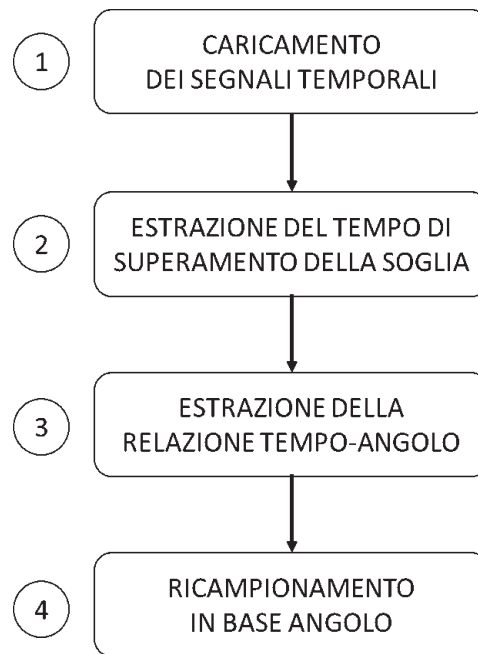 1
CARICAMENTO
DEI SEGNALI TEMPORALI
2
ESTRAZIONE DEL TEMPO DI
SUPERAMENTO DELLA SOGLIA
3
ESTRAZIONE DELLA
RELAZIONE TEMPO-ANGOLO
4
RICAMPIONAMENTO
IN BASE ANGOLO